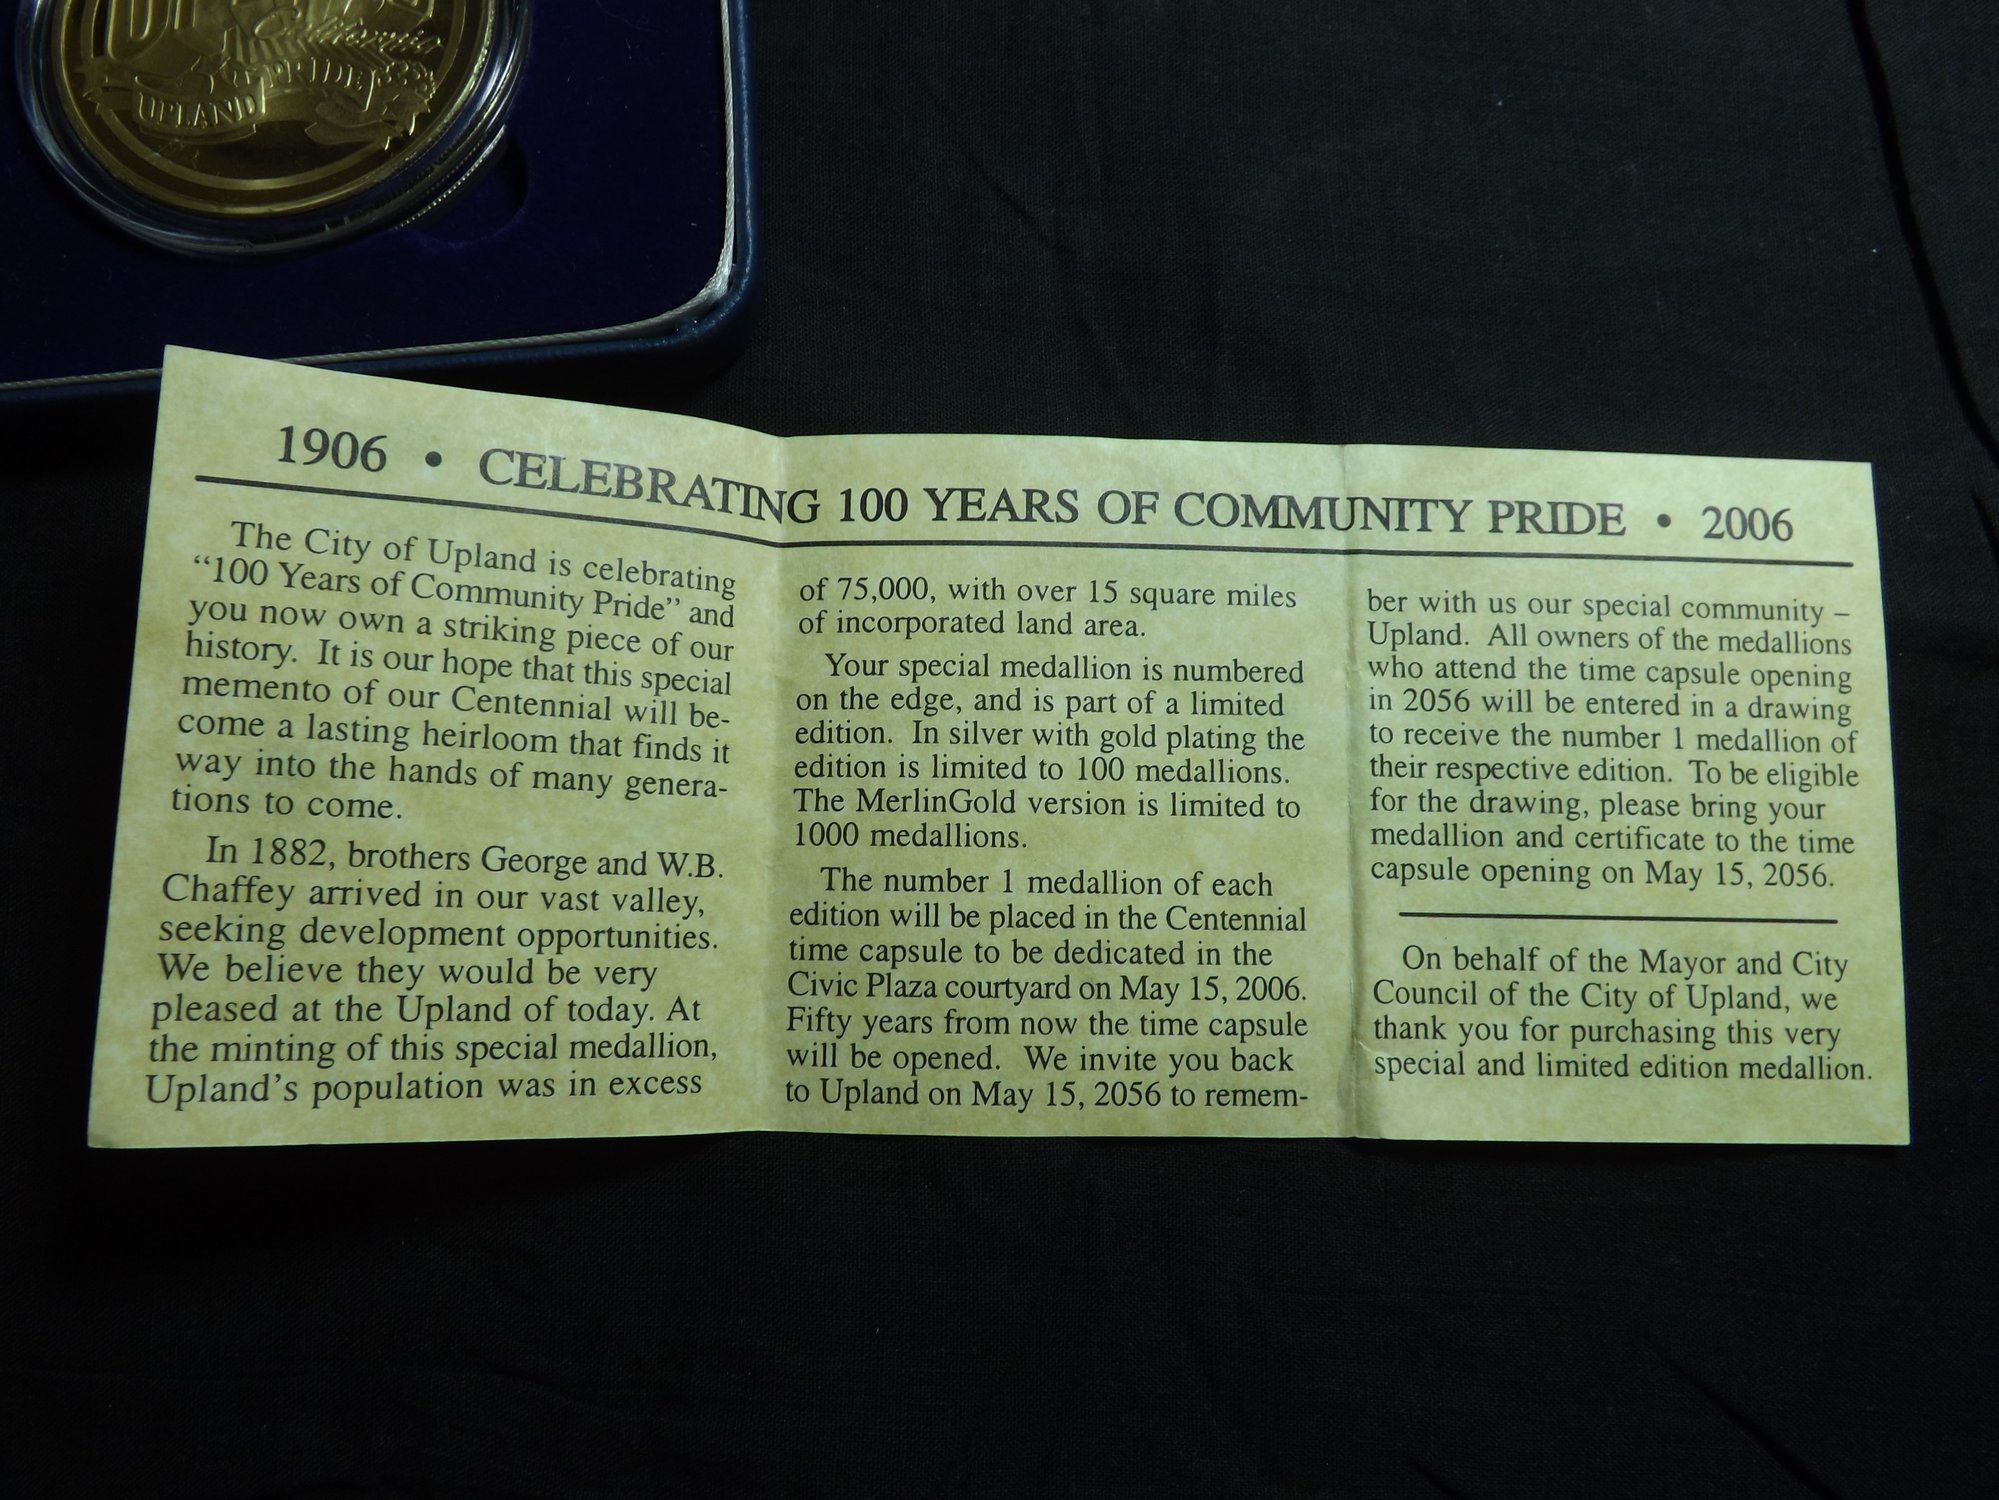 California
UPLAND PRIDE
1906 • CELEBRATING 100 YEARS OF COMMUNITY PRIDE • 2006
The City of Upland is celebrating
“100 Years of Community Pride” and
you now own a striking piece of our
history. It is our hope that this special
memento of our Centennial will be-
come a lasting heirloom that finds it
way into the hands of many genera-
tions to come.
In 1882, brothers George and W.B.
Chaffey arrived in our vast valley,
seeking development opportunities.
We believe they would be very
pleased at the Upland of today. At
the minting of this special medallion,
Upland’s population was in excess
of 75,000, with over 15 square miles
of incorporated land area.
Your special medallion is numbered
on the edge, and is part of a limited
edition. In silver with gold plating the
edition is limited to 100 medallions.
The MerlinGold version is limited to
1000 medallions.
The number 1 medallion of each
edition will be placed in the Centennial
time capsule to be dedicated in the
Civic Plaza courtyard on May 15, 2006.
Fifty years from now the time capsule
will be opened. We invite you back
to Upland on May 15, 2056 to remem-
ber with us our special community –
Upland. All owners of the medallions
who attend the time capsule opening
in 2056 will be entered in a drawing
to receive the number 1 medallion of
their respective edition. To be eligible
for the drawing, please bring your
medallion and certificate to the time
capsule opening on May 15, 2056.
On behalf of the Mayor and City
Council of the City of Upland, we
thank you for purchasing this very
special and limited edition medallion.